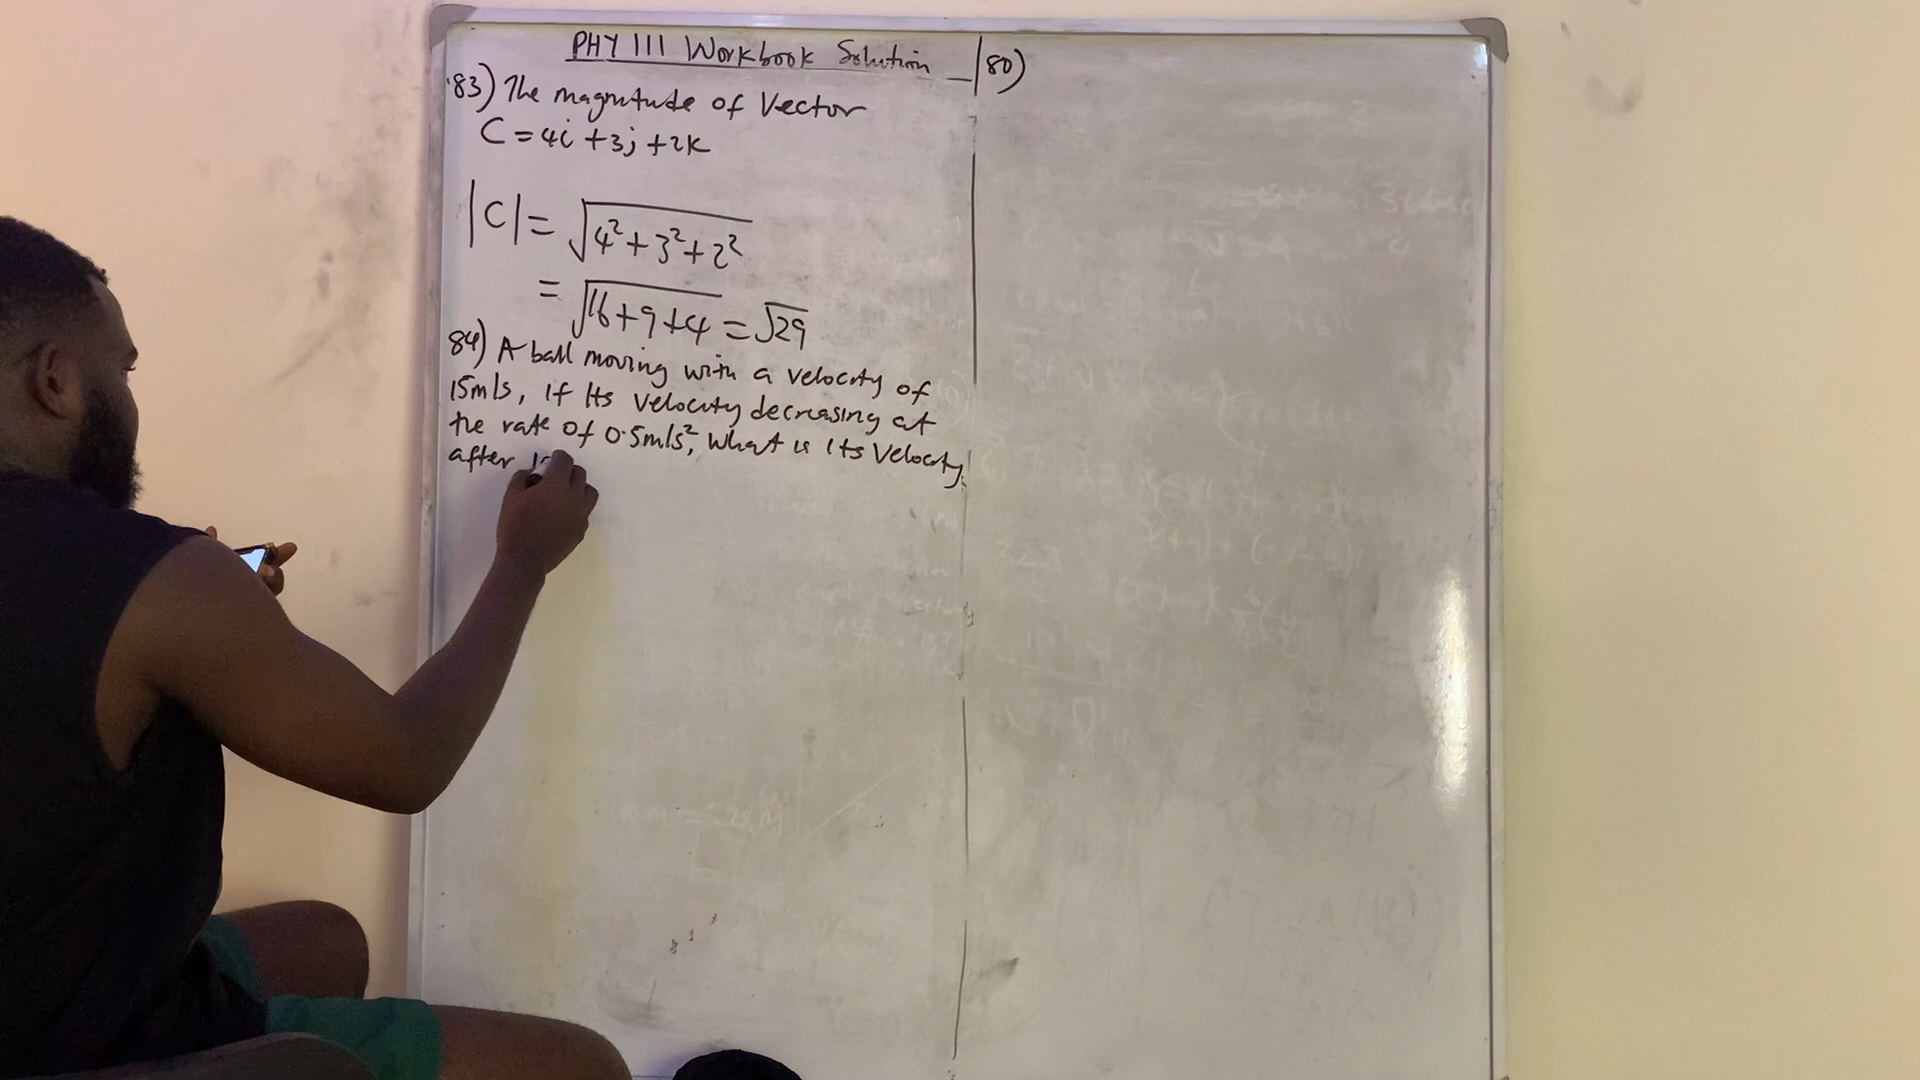 PHY 111 Workbook Solution
83) The magnitude of Vector
C = 4i + 3j + 2k
|C| = √4² + 3² + 2²
= √16 + 9 + 4 = √29
84) A ball moving with a velocity of
15m/s, If Its velocity decreasing at
the rate of 0.5m/s², what is Its Velocity
after
80)